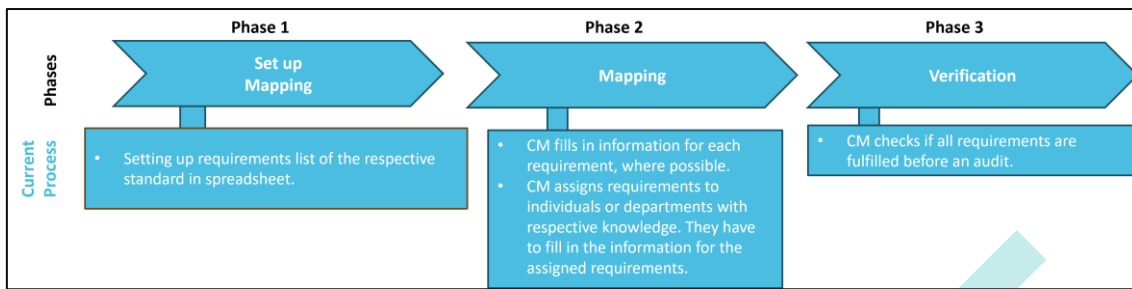 Phase 1
Phase 2
Phase 3
Phases
Set up
Mapping
Mapping
Verification
Current
Process
• Setting up requirements list of the respective
standard in spreadsheet.
• CM fills in information for each
requirement, where possible.
• CM assigns requirements to
individuals or departments with
respective knowledge. They have
to fill in the information for the
assigned requirements.
• CM checks if all requirements are
fulfilled before an audit.